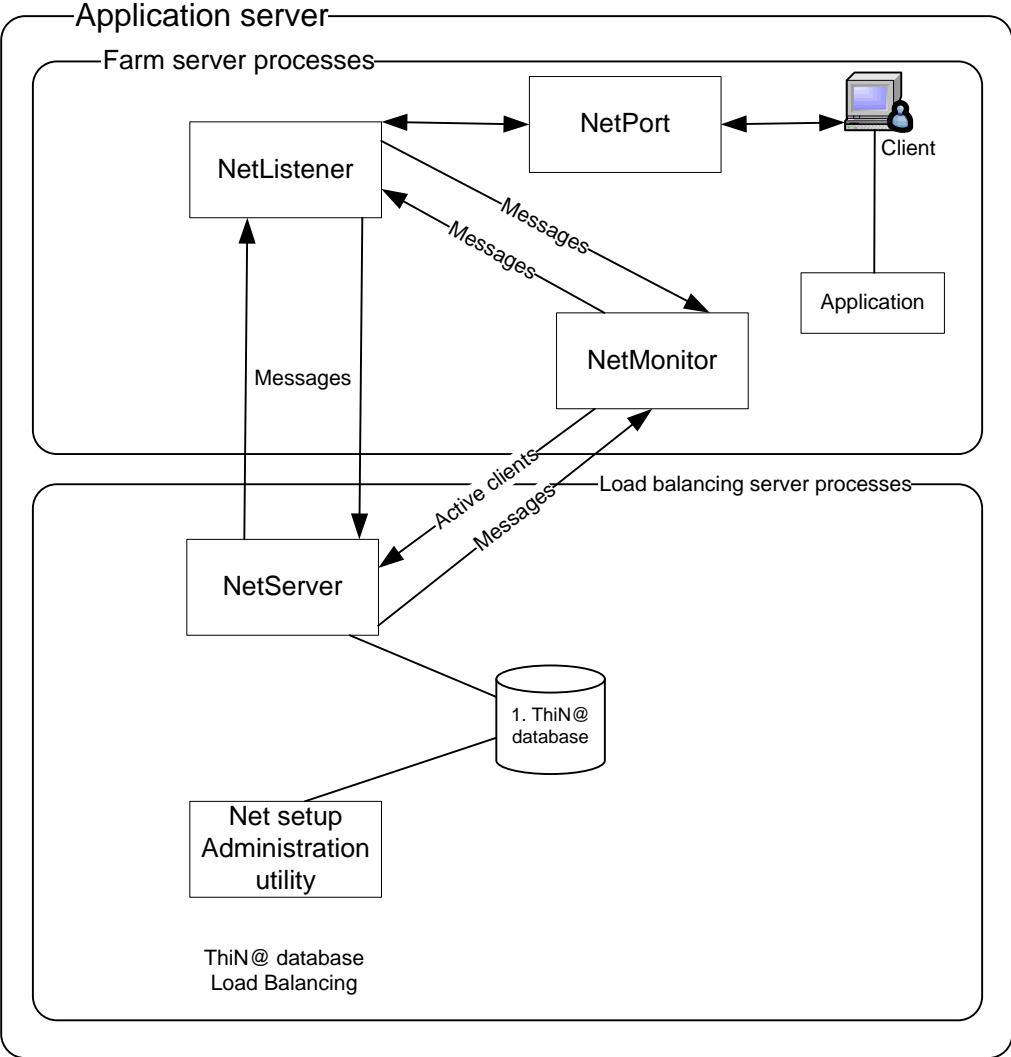 Application server
Farm server processes
NetPort
Client
NetListener
Messages
Messages
Application
NetMonitor
Messages
Active clients
Load balancing server processes
Messages
NetServer
1. ThiN@
database
Net setup
Administration
utility
ThiN@ database
Load Balancing